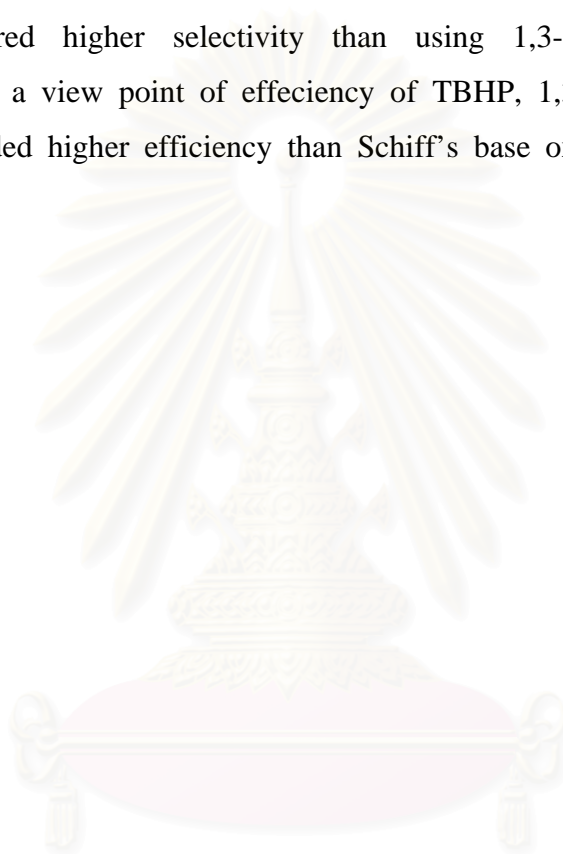 red higher selectivity than using 1,3-
a view point of effeciency of TBHP, 1,
ded higher efficiency than Schiff's base o